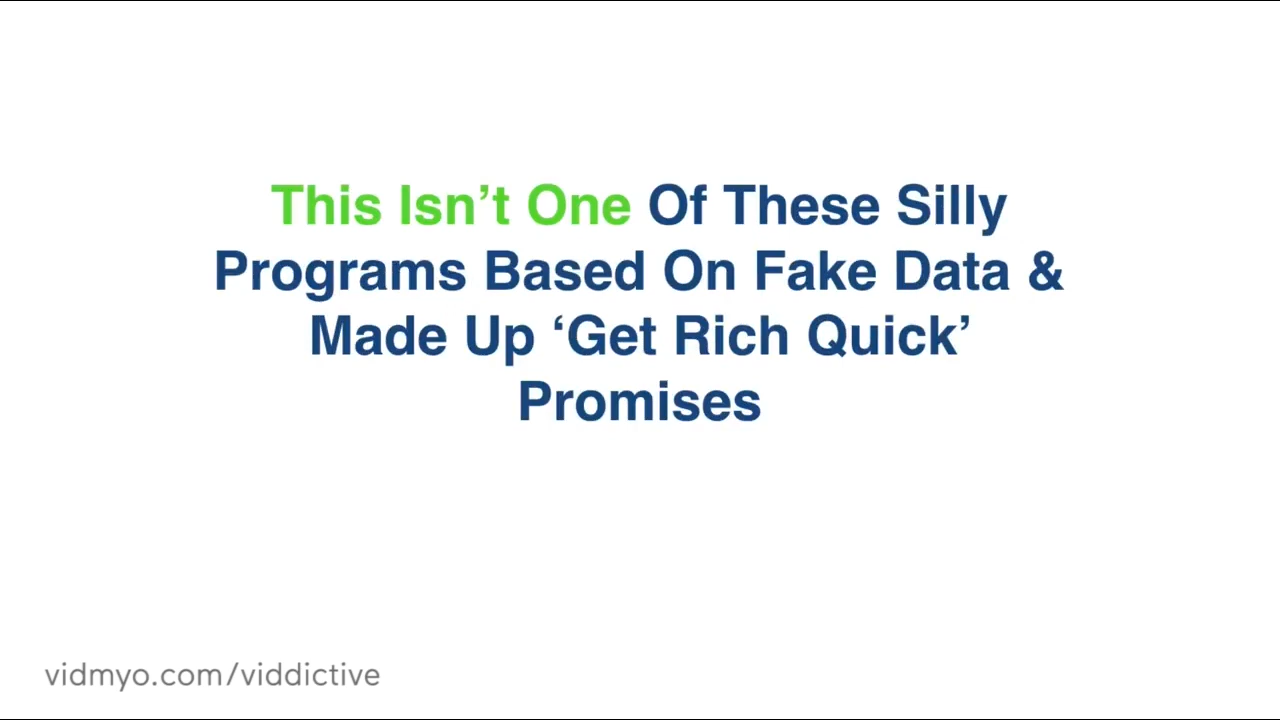 This Isn’t One Of These Silly
Programs Based On Fake Data &
Made Up ‘Get Rich Quick’
Promises
vidmyo.com/viddictive